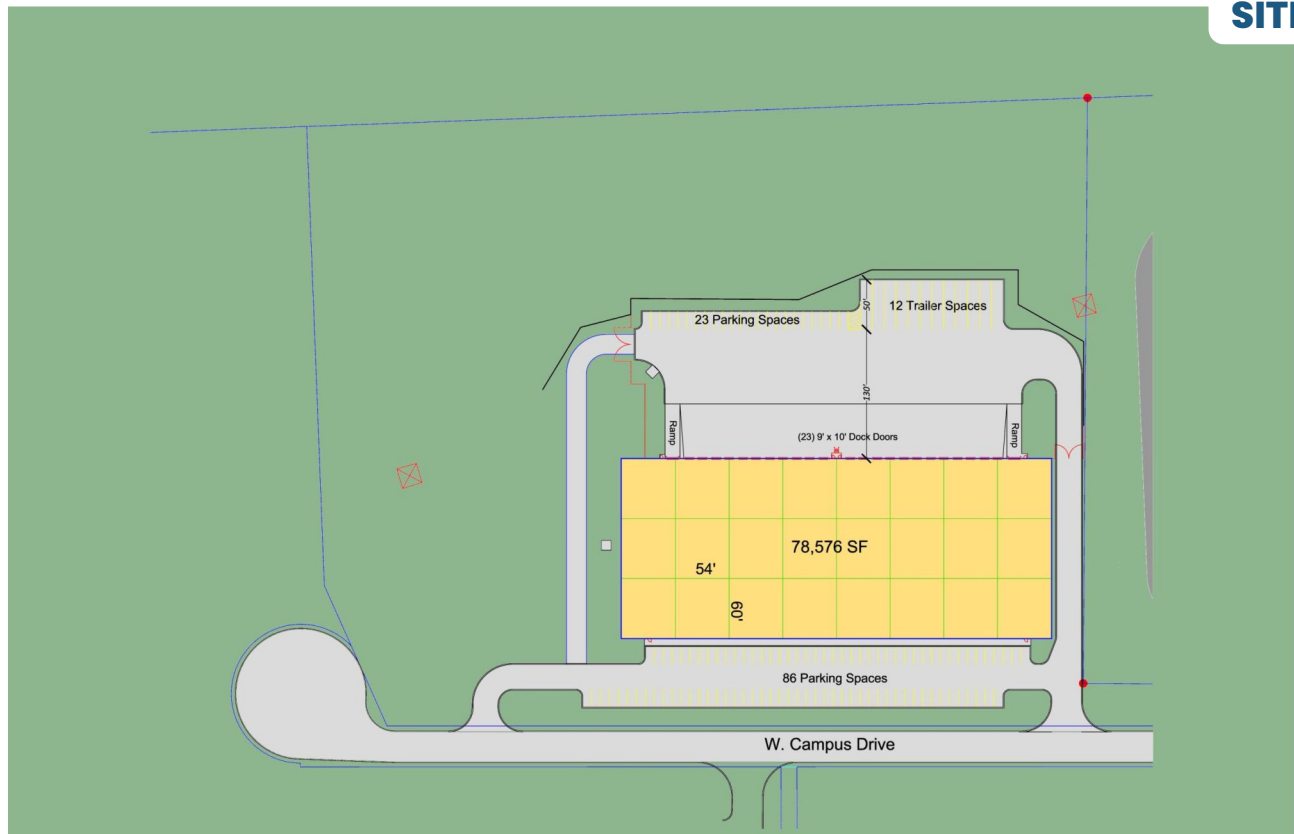 SIT
50'
12 Trailer Spaces
23 Parking Spaces
130'
Ramp
(23) 9' x 10' Dock Doors
Ramp
78,576 SF
54'
60'
86 Parking Spaces
W. Campus Drive